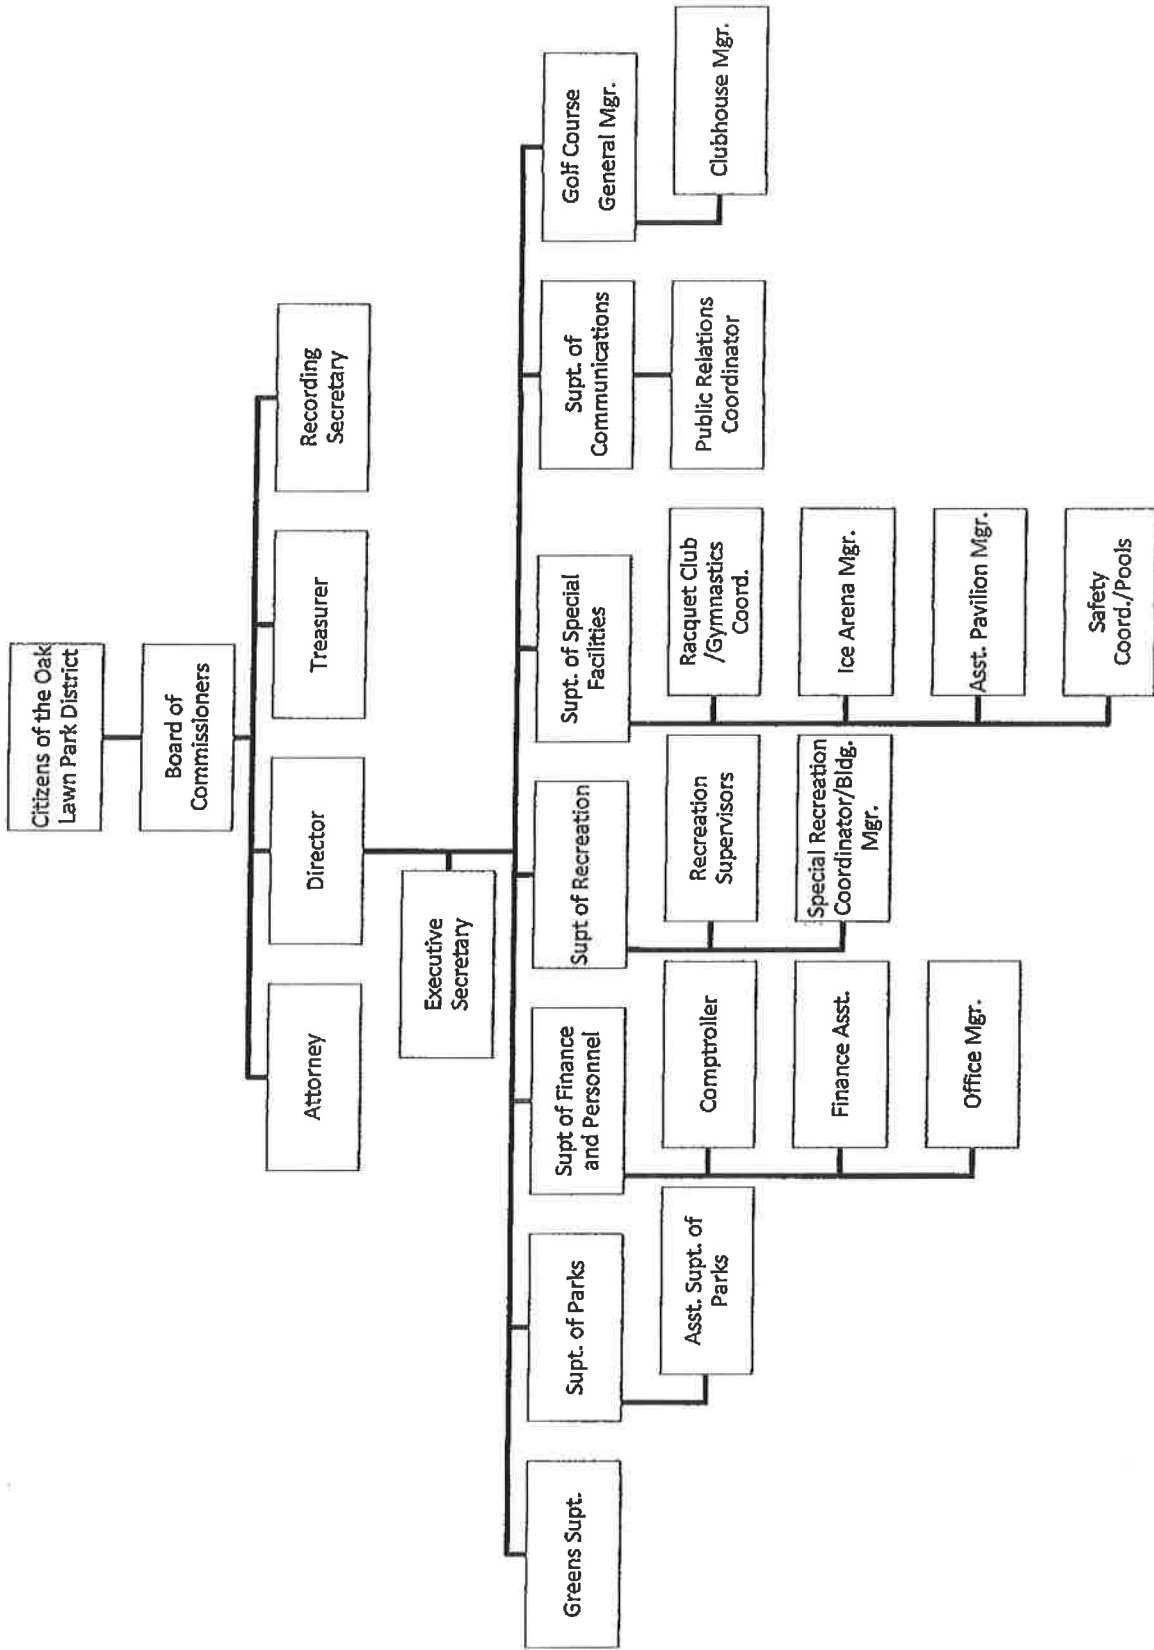 Citizens of the Oak
Lawn Park District
Board of
Commissioners
Attorney
Director
Treasurer
Recording
Secretary
Executive
Secretary
Greens Supt.
Supt. of Parks
Supt of Finance
and Personnel
Supt of Recreation
Supt. of Special
Facilities
Supt. of
Communications
Golf Course
General Mgr.
Asst. Supt. of
Parks
Comptroller
Finance Asst.
Office Mgr.
Recreation
Supervisors
Special Recreation
Coordinator/Bldg.
Mgr.
Racquet Club
/Gymnastics
Coord.
Ice Arena Mgr.
Asst. Pavilion Mgr.
Safety
Coord./Pools
Public Relations
Coordinator
Clubhouse Mgr.